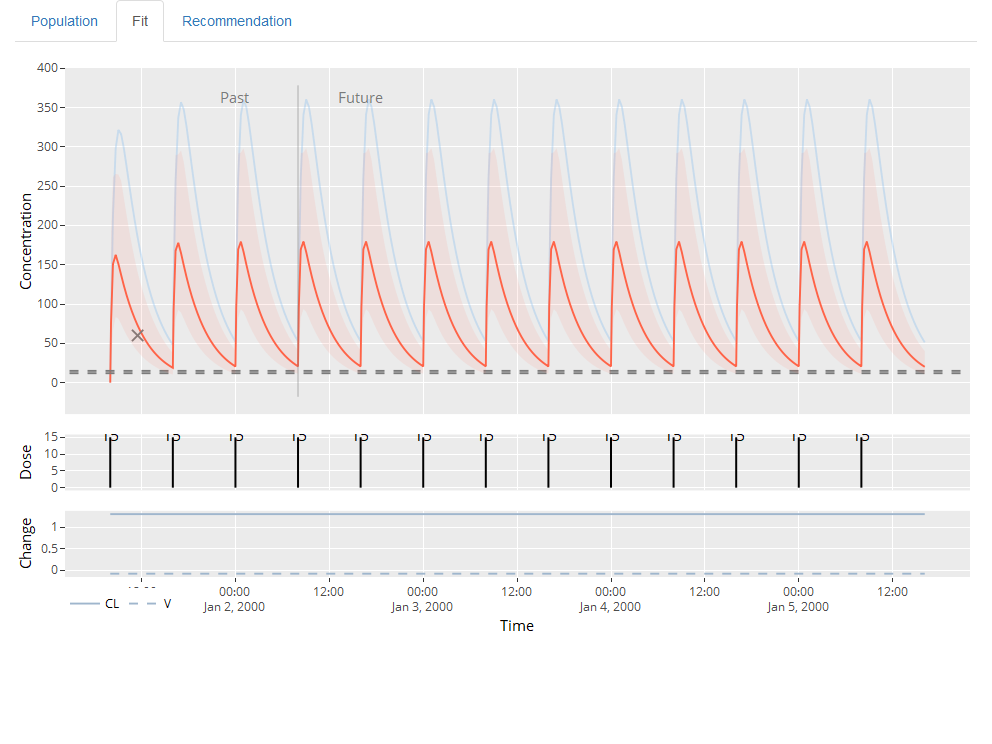 Population Fit Recommendation
400
Past Future
350
300
250
200
150
100
50
0
Concentration
15
10
5
0
Dose
1
0.5
0
Change
00:00 12:00 00:00 12:00 00:00 12:00 00:00 12:00
Jan 2, 2000 Jan 3, 2000 Jan 4, 2000 Jan 5, 2000
CL V
Time